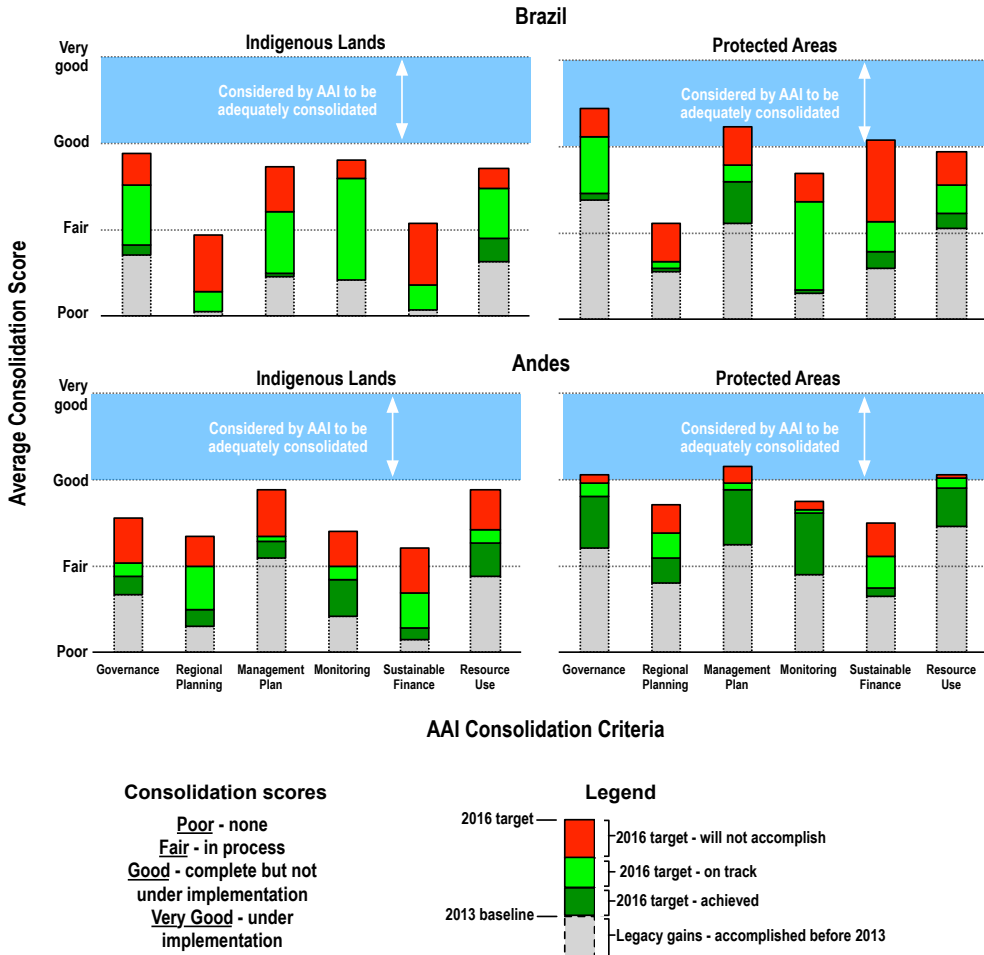 Brazil
Indigenous Lands
Protected Areas
Very
good
Considered by AAI to be
adequately consolidated
Considered by AAI to be
adequately consolidated
Good
Fair
Poor
Average Consolidation Score
Andes
Indigenous Lands
Protected Areas
Very
good
Considered by AAI to be
adequately consolidated
Considered by AAI to be
adequately consolidated
Good
Fair
Poor
Governance
Regional
Planning
Management
Plan
Monitoring
Sustainable
Finance
Resource
Use
Governance
Regional
Planning
Management
Plan
Monitoring
Sustainable
Finance
Resource
Use
AAI Consolidation Criteria
Consolidation scores
Poor - none
Fair - in process
Good - complete but not
under implementation
Very Good - under
implementation
Legend
2016 target
2016 target - will not accomplish
2016 target - on track
2016 target - achieved
2013 baseline
Legacy gains - accomplished before 2013